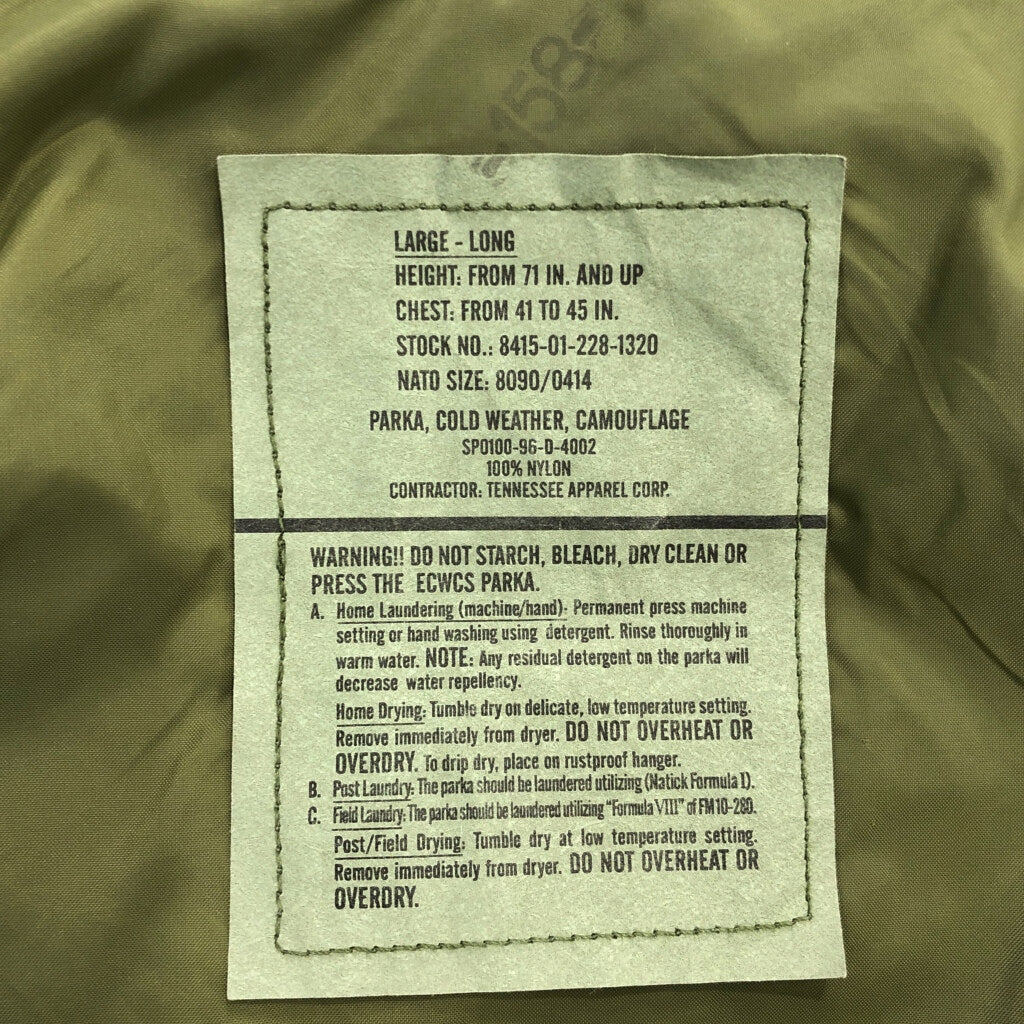 158
LARGE - LONG
HEIGHT: FROM 71 IN. AND UP
CHEST: FROM 41 TO 45 IN.
STOCK NO.: 8415-01-228-1320
NATO SIZE: 8090/0414
PARKA, COLD WEATHER, CAMOUFLAGE
SPO100-96-D-4002
100% NYLON
CONTRACTOR: TENNESSEE APPAREL CORP.
WARNING!! DO NOT STARCH, BLEACH, DRY CLEAN OR
PRESS THE ECWCS PARKA.
A. Home Laundering (machine/hand)- Permanent press machine
setting or hand washing using detergent. Rinse thoroughly in
warm water. NOTE: Any residual detergent on the parka will
decrease water repellency.
Home Drying: Tumble dry on delicate, low temperature setting.
Remove immediately from dryer. DO NOT OVERHEAT OR
OVERDRY. To drip dry, place on rustproof hanger.
B. Post Laundry: The parka should be laundered utilizing (Natick Formula I).
C. Field Laundry: The parka should be laundered utilizing "Formula VIII" of FM10-280.
Post/Field Drying: Tumble dry at low temperature setting.
Remove immediately from dryer. DO NOT OVERHEAT OR
OVERDRY.